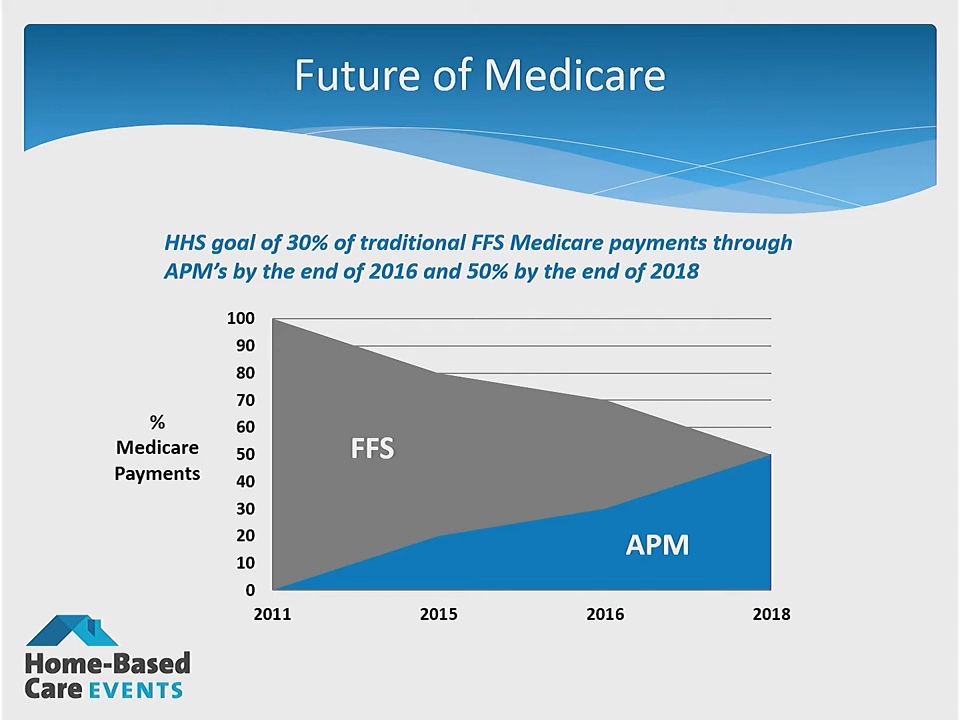 Future of Medicare
HHS goal of 30% of traditional FFS Medicare payments through
APM’s by the end of 2016 and 50% by the end of 2018
100
90
80
70
60
50
40
30
20
10
0
%
Medicare
Payments
FFS
APM
2011 2015 2016 2018
Home-Based
Care EVENTS